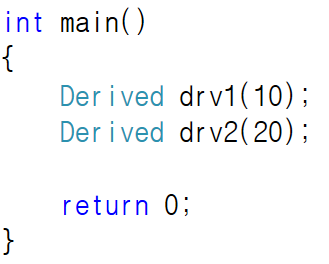 int main()
{
    Derived drv1(10);
    Derived drv2(20);

    return 0;
}